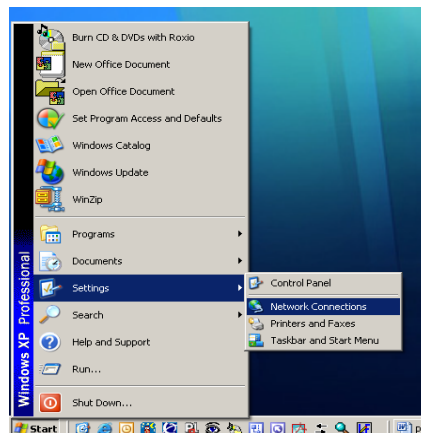 Burn CD & DVDs with Roxio
New Office Document
Open Office Document
Set Program Access and Defaults
Windows Catalog
Windows Update
WinZip
Programs
Documents
Settings
Control Panel
Network Connections
Printers and Faxes
Taskbar and Start Menu
Search
Help and Support
Run...
Shut Down...
Windows XP Professional
Start